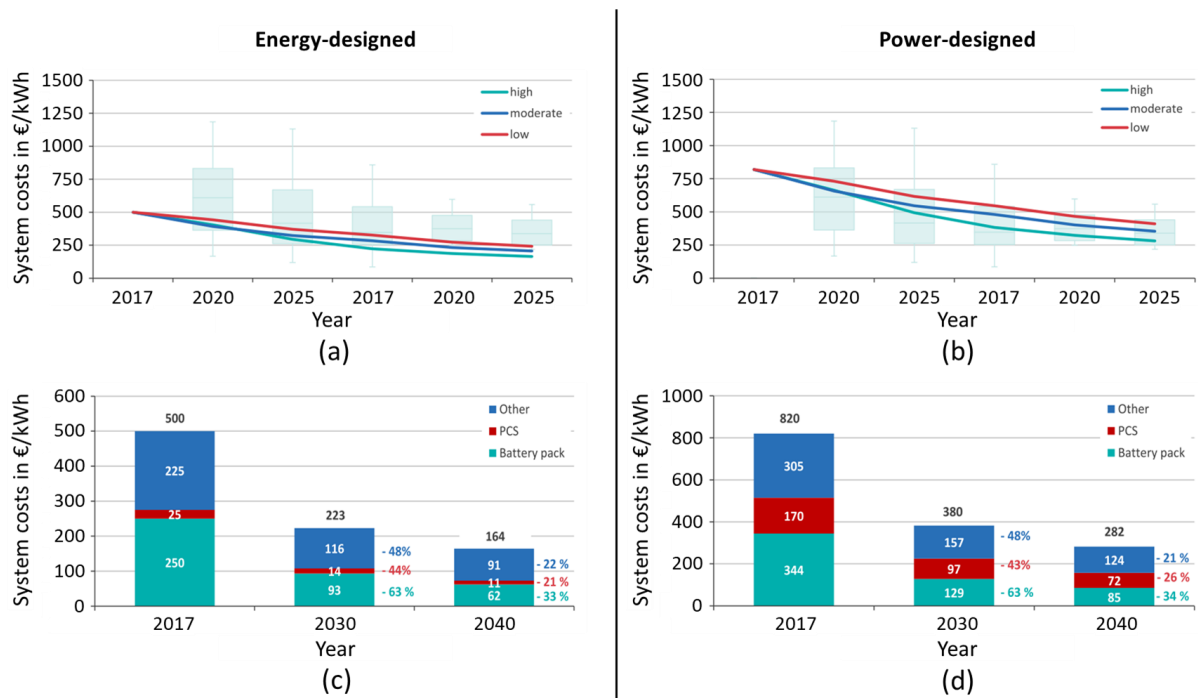 Energy-designed
System costs in €/kWh
1500
1250
1000
750
500
250
0
high
moderate
low
2017
2020
2025
2017
2020
2025
Year
(a)
Power-designed
System costs in €/kWh
1500
1250
1000
750
500
250
0
high
moderate
low
2017
2020
2025
2017
2020
2025
Year
(b)
System costs in €/kWh
600
500
400
300
200
100
0
Other
PCS
Battery pack
500
225
25
250
223
116
14
93
- 48%
- 44%
- 63 %
164
91
11
62
- 22 %
- 21 %
- 33 %
2017
2030
2040
Year
(c)
System costs in €/kWh
1000
800
600
400
200
0
Other
PCS
Battery pack
820
305
170
344
380
157
97
129
- 48%
- 43%
- 63 %
282
124
72
85
- 21 %
- 26 %
- 34 %
2017
2030
2040
Year
(d)